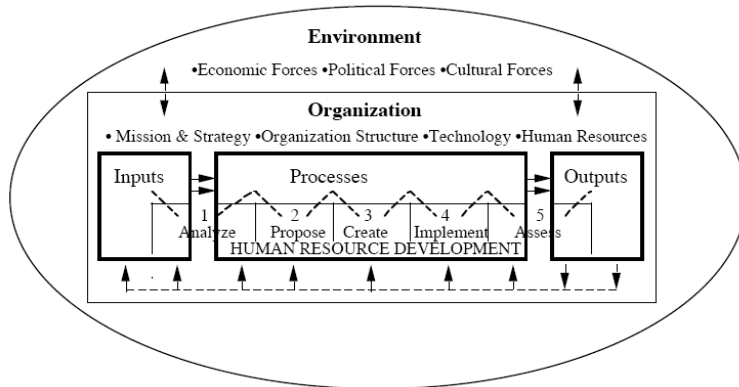 Environment
•Economic Forces •Political Forces •Cultural Forces
Organization
• Mission & Strategy •Organization Structure •Technology •Human Resources
Inputs Processes Outputs
1 2 3 4 5
Analyze Propose Create Implement Assess
HUMAN RESOURCE DEVELOPMENT